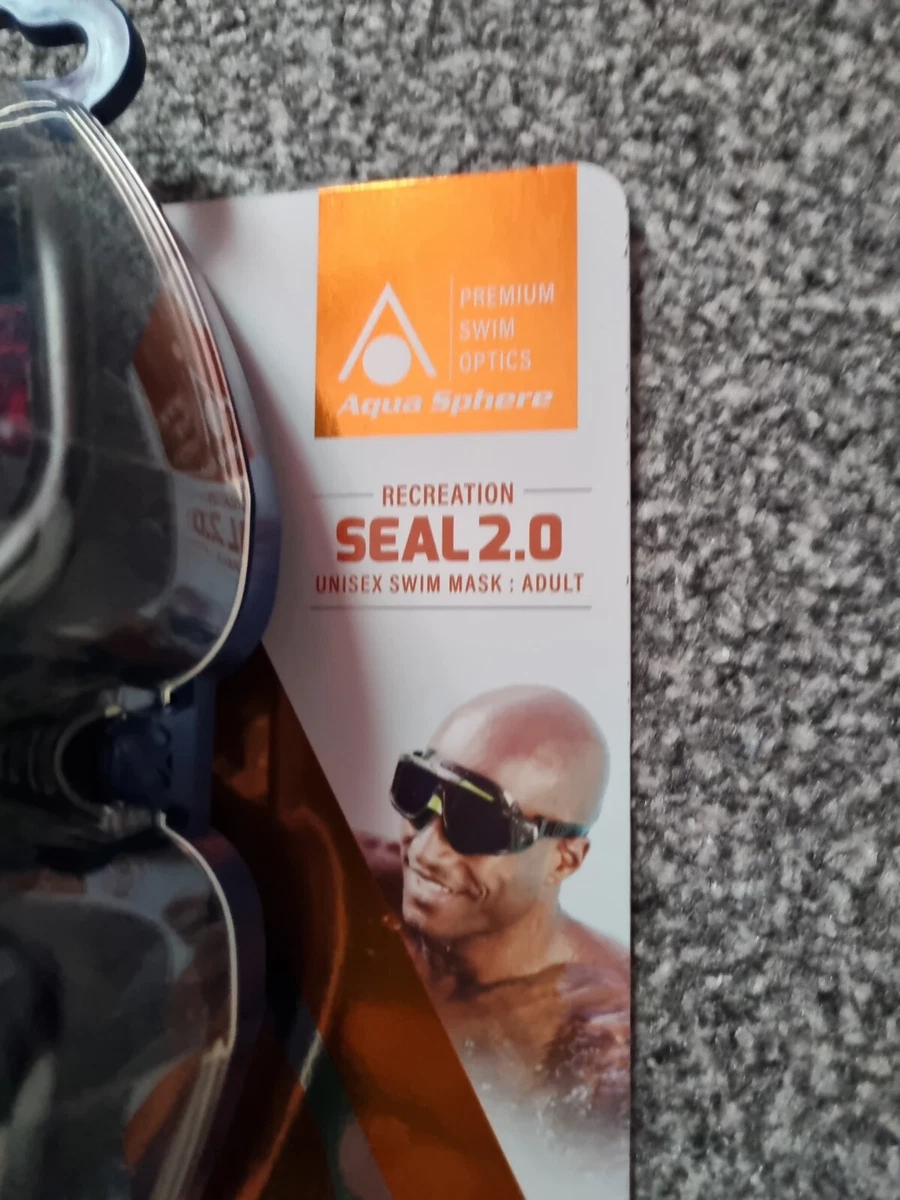 PREMIUM
SWIM
OPTICS
Aqua Sphere
RECREATION
SEAL 2.0
UNISEX SWIM MASK : ADULT